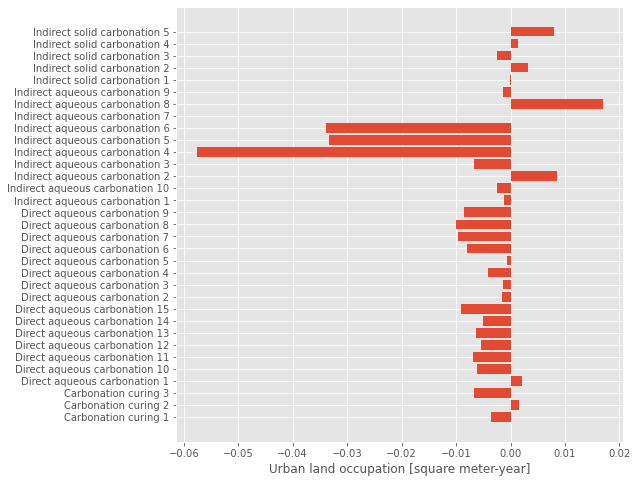 Indirect solid carbonation 5
Indirect solid carbonation 4
Indirect solid carbonation 3
Indirect solid carbonation 2
Indirect solid carbonation 1
Indirect aqueous carbonation 9
Indirect aqueous carbonation 8
Indirect aqueous carbonation 7
Indirect aqueous carbonation 6
Indirect aqueous carbonation 5
Indirect aqueous carbonation 4
Indirect aqueous carbonation 3
Indirect aqueous carbonation 2
Indirect aqueous carbonation 10
Indirect aqueous carbonation 1
Direct aqueous carbonation 9
Direct aqueous carbonation 8
Direct aqueous carbonation 7
Direct aqueous carbonation 6
Direct aqueous carbonation 5
Direct aqueous carbonation 4
Direct aqueous carbonation 3
Direct aqueous carbonation 2
Direct aqueous carbonation 15
Direct aqueous carbonation 14
Direct aqueous carbonation 13
Direct aqueous carbonation 12
Direct aqueous carbonation 11
Direct aqueous carbonation 10
Direct aqueous carbonation 1
Carbonation curing 3
Carbonation curing 2
Carbonation curing 1
−0.06 −0.05 −0.04 −0.03 −0.02 −0.01 0.00 0.01 0.02
Urban land occupation [square meter-year]